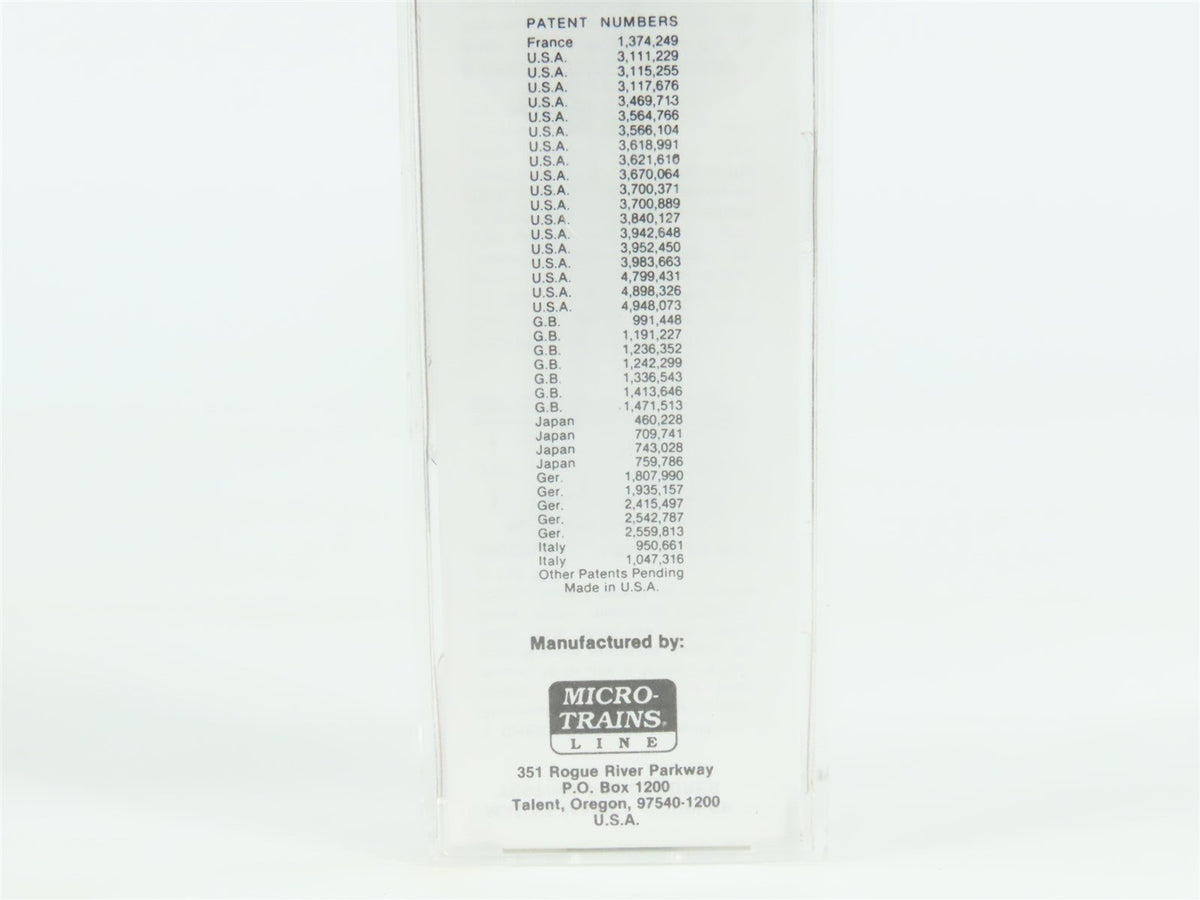 PATENT NUMBERS
France 1,374,249
U.S.A. 3,111,229
U.S.A. 3,115,255
U.S.A. 3,117,676
U.S.A. 3,469,713
U.S.A. 3,564,766
U.S.A. 3,566,104
U.S.A. 3,618,991
U.S.A. 3,621,610
U.S.A. 3,670,064
U.S.A. 3,700,371
U.S.A. 3,700,889
U.S.A. 3,840,127
U.S.A. 3,942,648
U.S.A. 3,952,450
U.S.A. 3,983,663
U.S.A. 4,799,431
U.S.A. 4,898,326
U.S.A. 4,948,073
G.B. 991,448
G.B. 1,191,227
G.B. 1,236,352
G.B. 1,242,299
G.B. 1,336,543
G.B. 1,413,646
G.B. 1,471,513
Japan 460,228
Japan 709,741
Japan 743,028
Japan 759,786
Ger. 1,807,990
Ger. 1,935,157
Ger. 2,415,497
Ger. 2,542,787
Ger. 2,559,813
Italy 950,661
Italy 1,047,316
Other Patents Pending
Made in U.S.A.
Manufactured by:
MICRO-
TRAINS®
LINE
351 Rogue River Parkway
P.O. Box 1200
Talent, Oregon, 97540-1200
U.S.A.